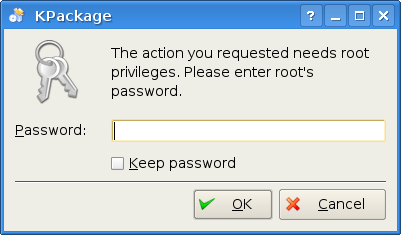 KPackage
The action you requested needs root
privileges. Please enter root's
password.
Password:
Keep password
OK
Cancel